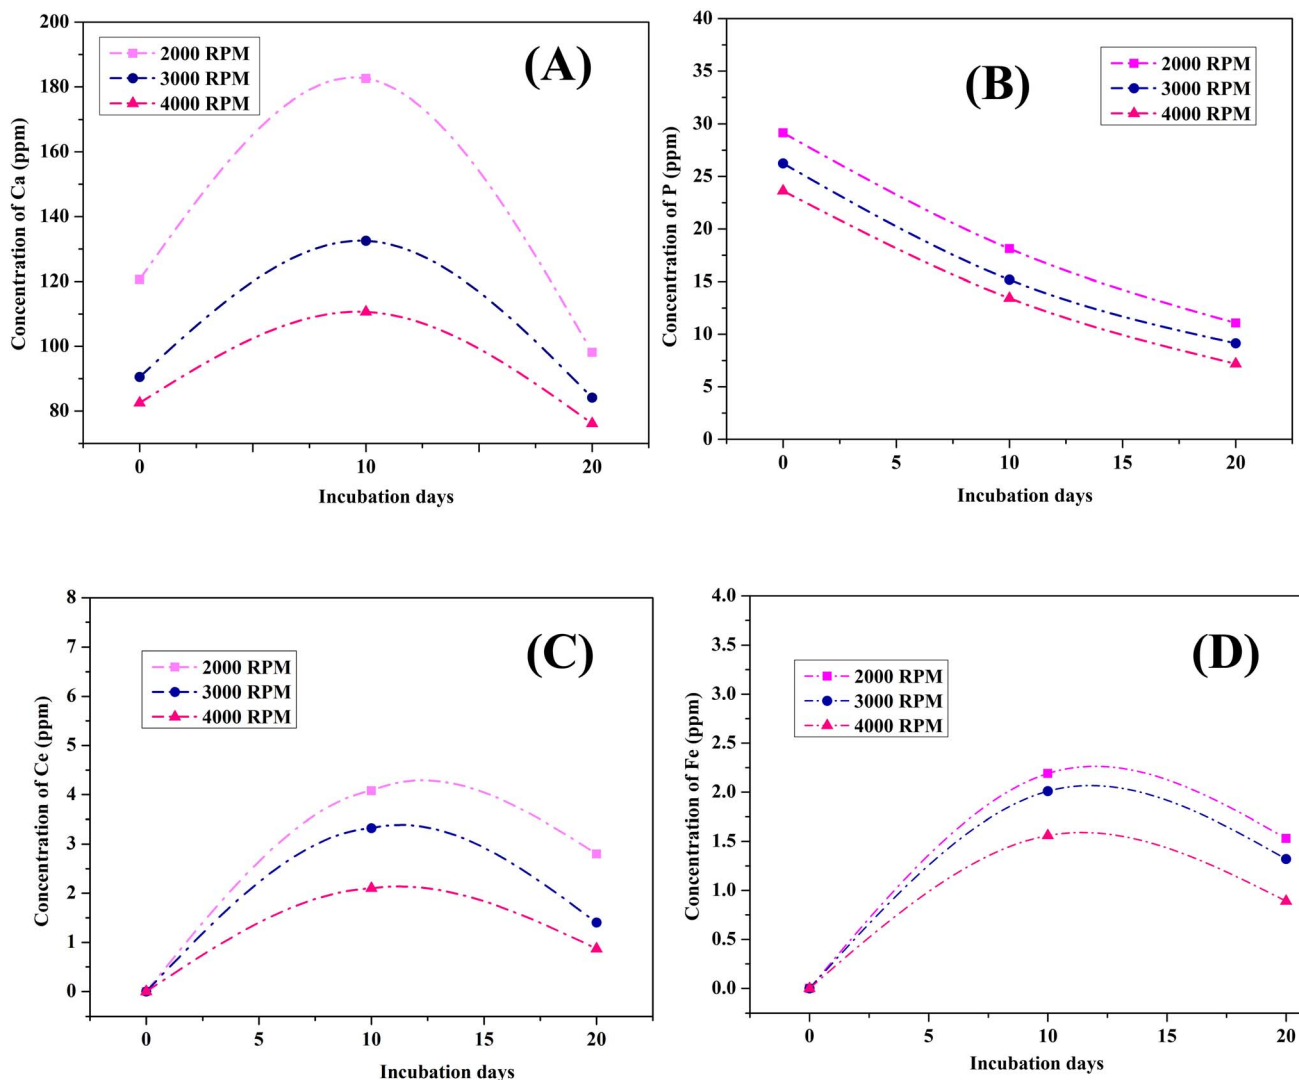 200
180
160
140
120
100
80
Concentration of Ca (ppm)
2000 RPM
3000 RPM
4000 RPM
(A)
0
10
20
Incubation days
40
35
30
25
20
15
10
5
0
Concentration of P (ppm)
2000 RPM
3000 RPM
4000 RPM
(B)
0
5
10
15
20
Incubation days
8
7
6
5
4
3
2
1
0
Concentration of Ce (ppm)
2000 RPM
3000 RPM
4000 RPM
(C)
0
5
10
15
20
Incubation days
4.0
3.5
3.0
2.5
2.0
1.5
1.0
0.5
0.0
Concentration of Fe (ppm)
2000 RPM
3000 RPM
4000 RPM
(D)
0
5
10
15
20
Incubation days